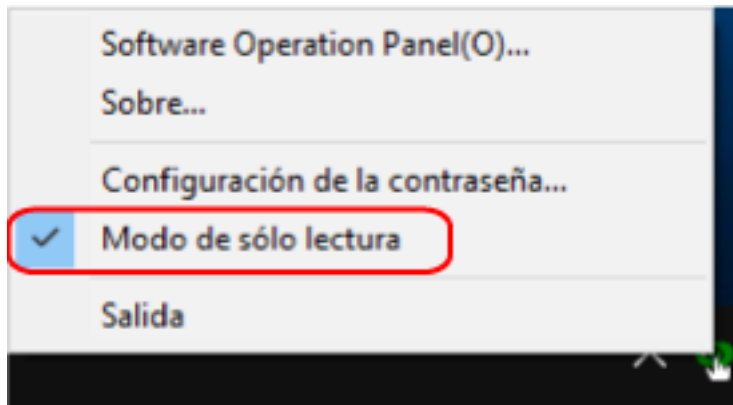 Software Operation Panel(O)...
Sobre...
Configuración de la contraseña...
Modo de sólo lectura
Salida